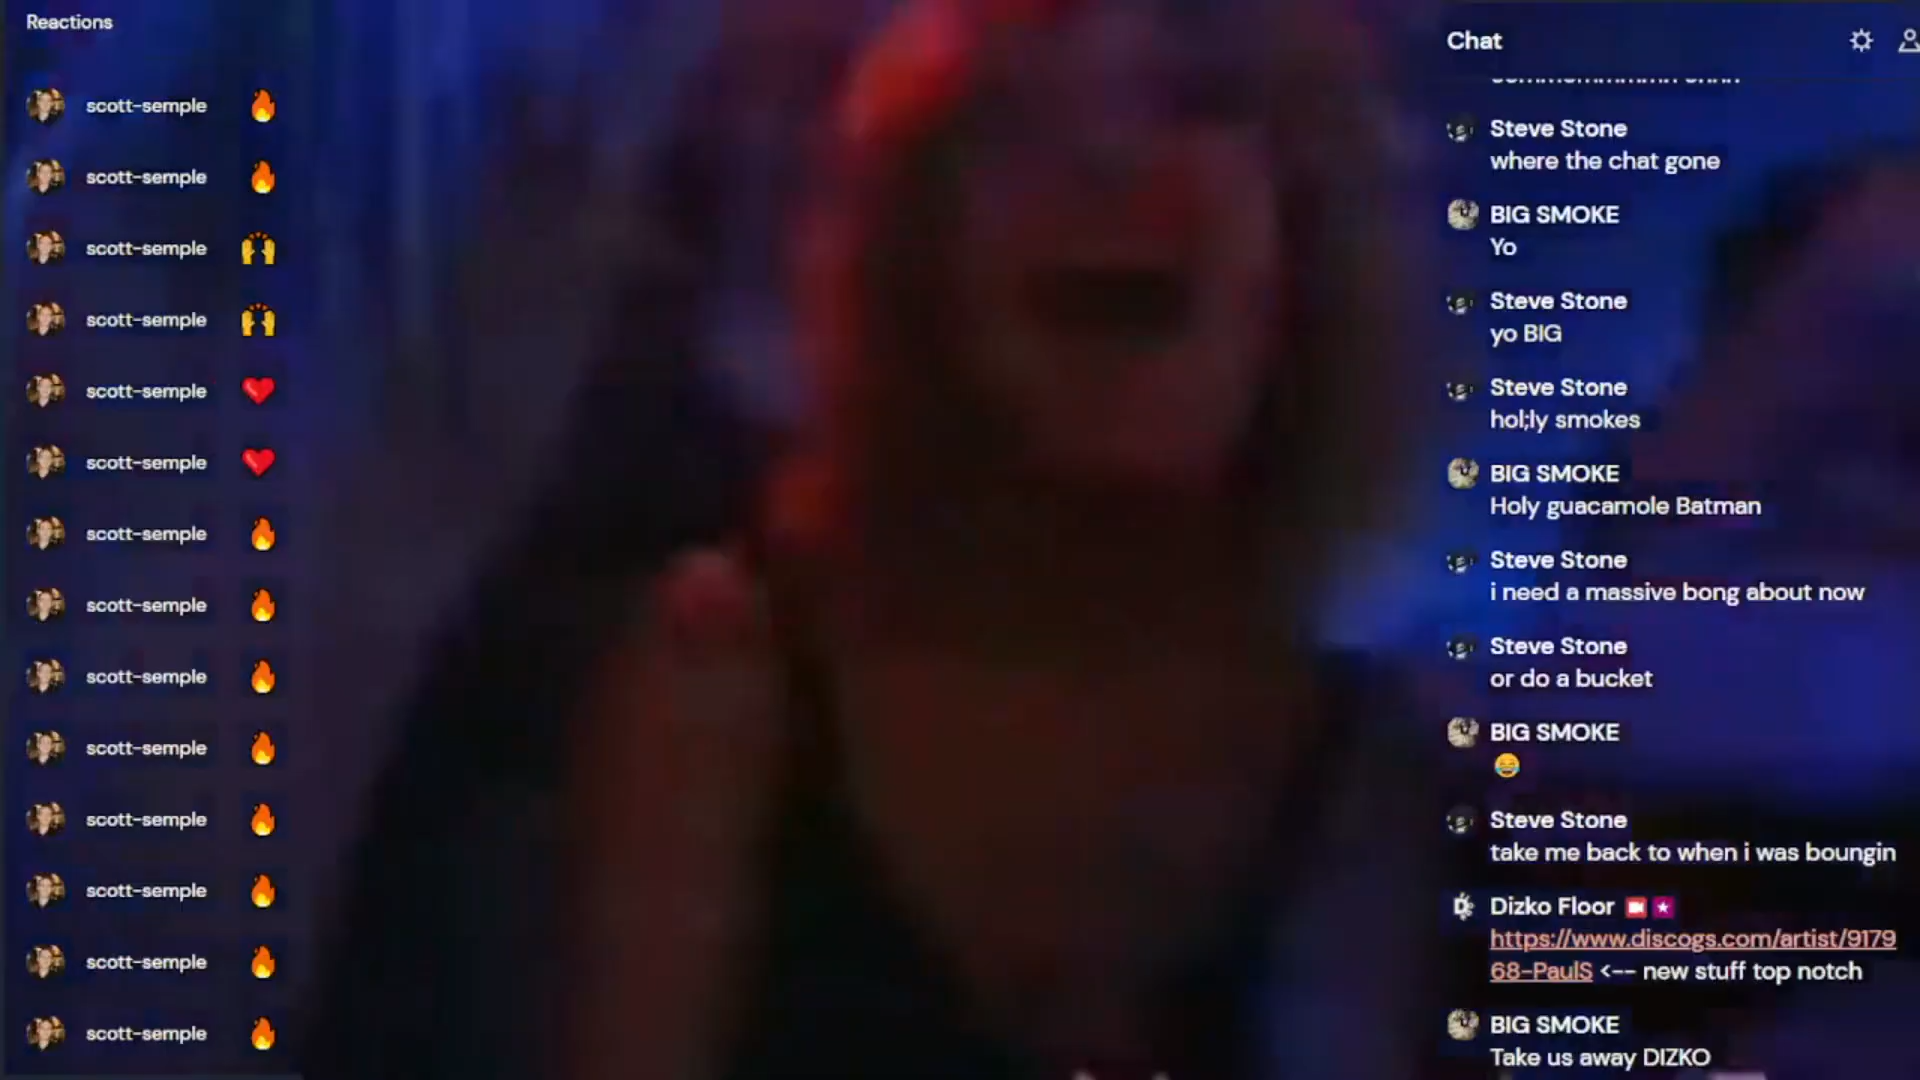 Reactions
scott-semple 🔥
scott-semple 🔥
scott-semple 🙌
scott-semple 🙌
scott-semple ❤️
scott-semple ❤️
scott-semple 🔥
scott-semple 🔥
scott-semple 🔥
scott-semple 🔥
scott-semple 🔥
scott-semple 🔥
scott-semple 🔥
scott-semple 🔥
Chat
Steve Stone
where the chat gone
BIG SMOKE
Yo
Steve Stone
yo BIG
Steve Stone
hol;ly smokes
BIG SMOKE
Holy guacamole Batman
Steve Stone
i need a massive bong about now
Steve Stone
or do a bucket
BIG SMOKE
😂
Steve Stone
take me back to when i was boungin
Dizko Floor
https://www.discogs.com/artist/9179
68-PaulS <-- new stuff top notch
BIG SMOKE
Take us away DIZKO